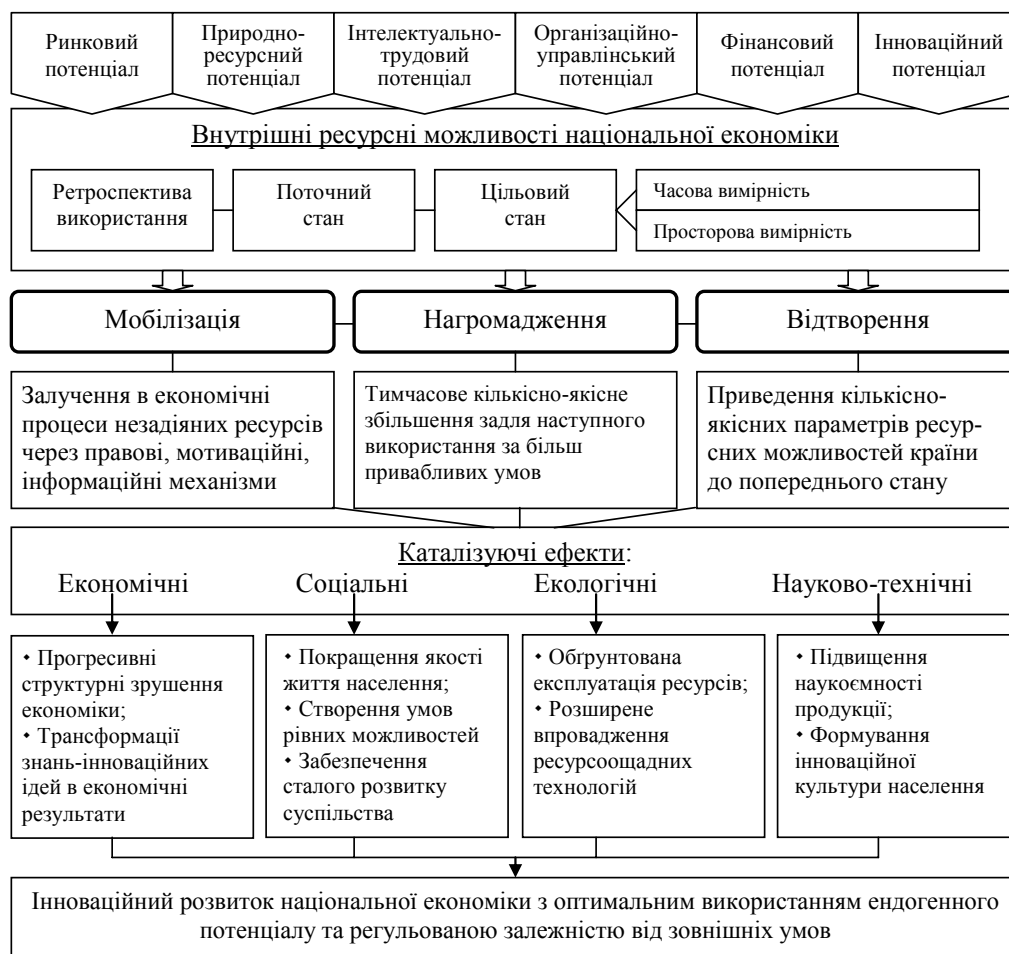 Ринковий
потенціал
Природно-
ресурсний
потенціал
Інтелектуально-
трудовий
потенціал
Організаційно-
управлінський
потенціал
Фінансовий
потенціал
Інноваційний
потенціал
Внутрішні ресурсні можливості національної економіки
Ретроспектива
використання
Поточний
стан
Цільовий
стан
Часова вимірність
Просторова вимірність
Мобілізація
Нагромадження
Відтворення
Залучення в економічні
процеси незадіяних ресурсів
через правові, мотиваційні,
інформаційні механізми
Тимчасове кількісно-якісне
збільшення задля наступного
використання за більш
привабливих умов
Приведення кількісно-
якісних параметрів ресур-
сних можливостей країни
до попереднього стану
Каталізуючі ефекти:
Економічні
Соціальні
Екологічні
Науково-технічні
• Прогресивні
структурні зрушення
економіки;
• Трансформації
знань-інноваційних
ідей в економічні
результати
• Покращення якості
життя населення;
• Створення умов
рівних можливостей
• Забезпечення
сталого розвитку
суспільства
• Обґрунтована
експлуатація ресурсів;
• Розширене
впровадження
ресурсоощадних
технологій
• Підвищення
наукоємності
продукції;
• Формування
інноваційної
культури населення
Інноваційний розвиток національної економіки з оптимальним використанням ендогенного
потенціалу та регульованою залежністю від зовнішніх умов